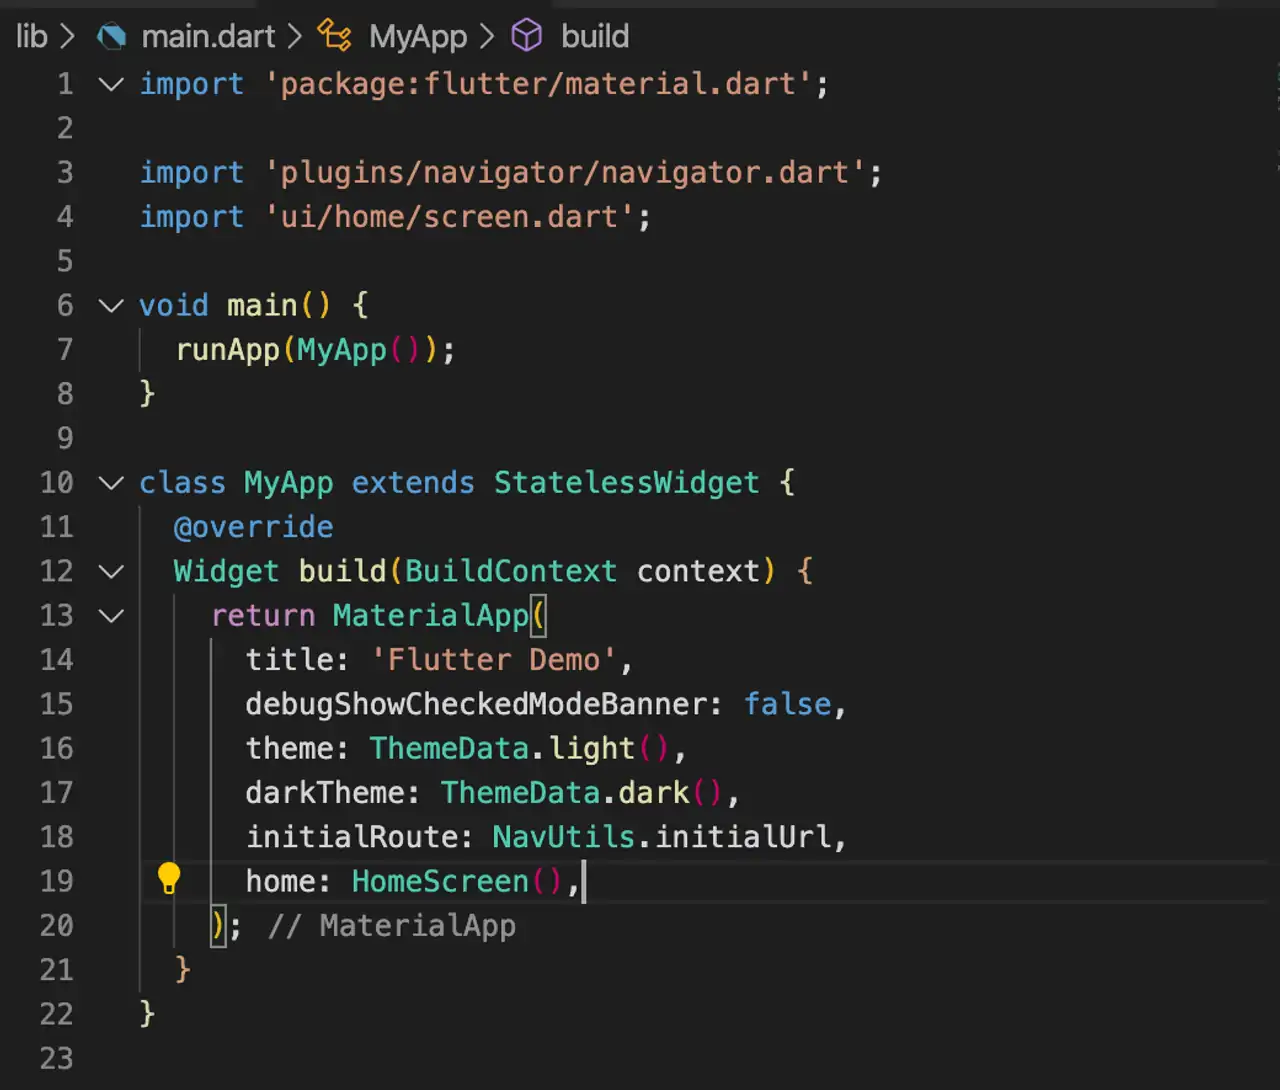 lib > main.dart > MyApp > build
1 import 'package:flutter/material.dart';
2
3 import 'plugins/navigator/navigator.dart';
4 import 'ui/home/screen.dart';
5
6 void main() {
7   runApp(MyApp());
8 }
9
10 class MyApp extends StatelessWidget {
11   @override
12   Widget build(BuildContext context) {
13     return MaterialApp(
14       title: 'Flutter Demo',
15       debugShowCheckedModeBanner: false,
16       theme: ThemeData.light(),
17       darkTheme: ThemeData.dark(),
18       initialRoute: NavUtils.initialUrl,
19       home: HomeScreen(),
20     ); // MaterialApp
21   }
22 }
23